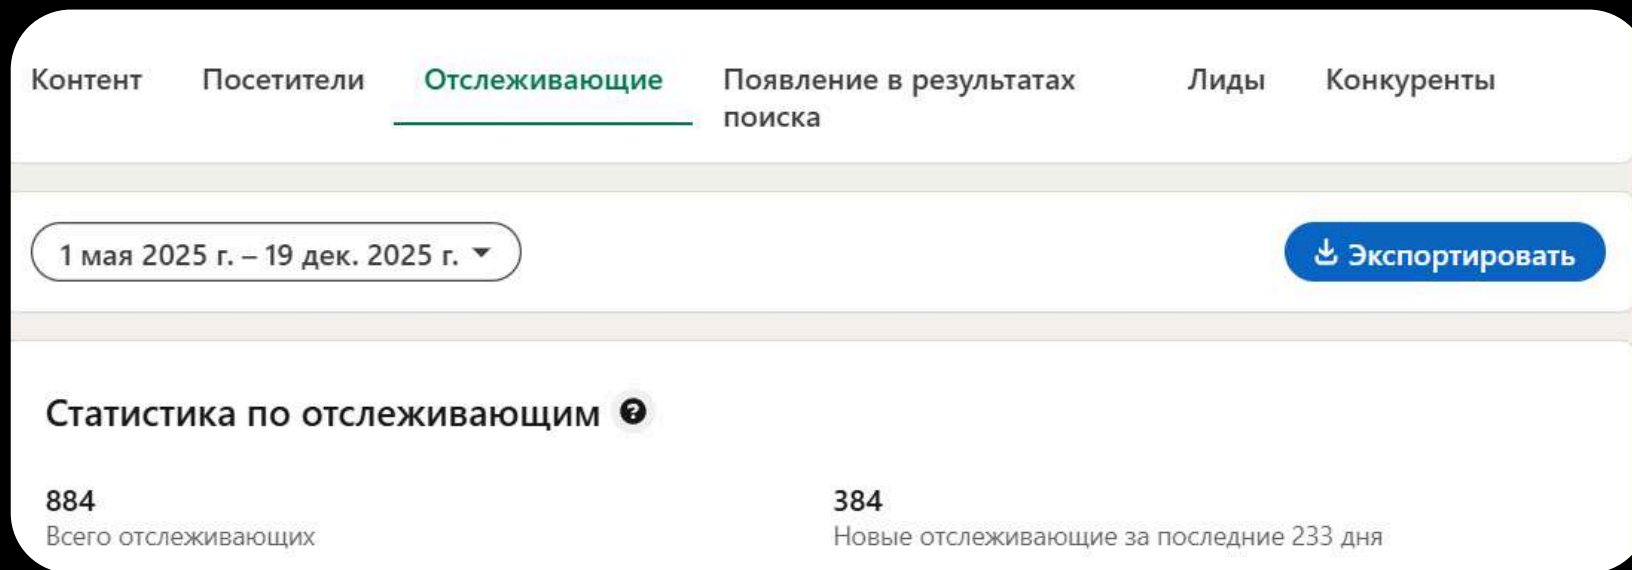 Контент Посетители Отслеживающие Появление в результатах поиска Лиды Конкуренты
1 мая 2025 г. – 19 дек. 2025 г.
Экспортировать
Статистика по отслеживающим
884
Всего отслеживающих
384
Новые отслеживающие за последние 233 дня